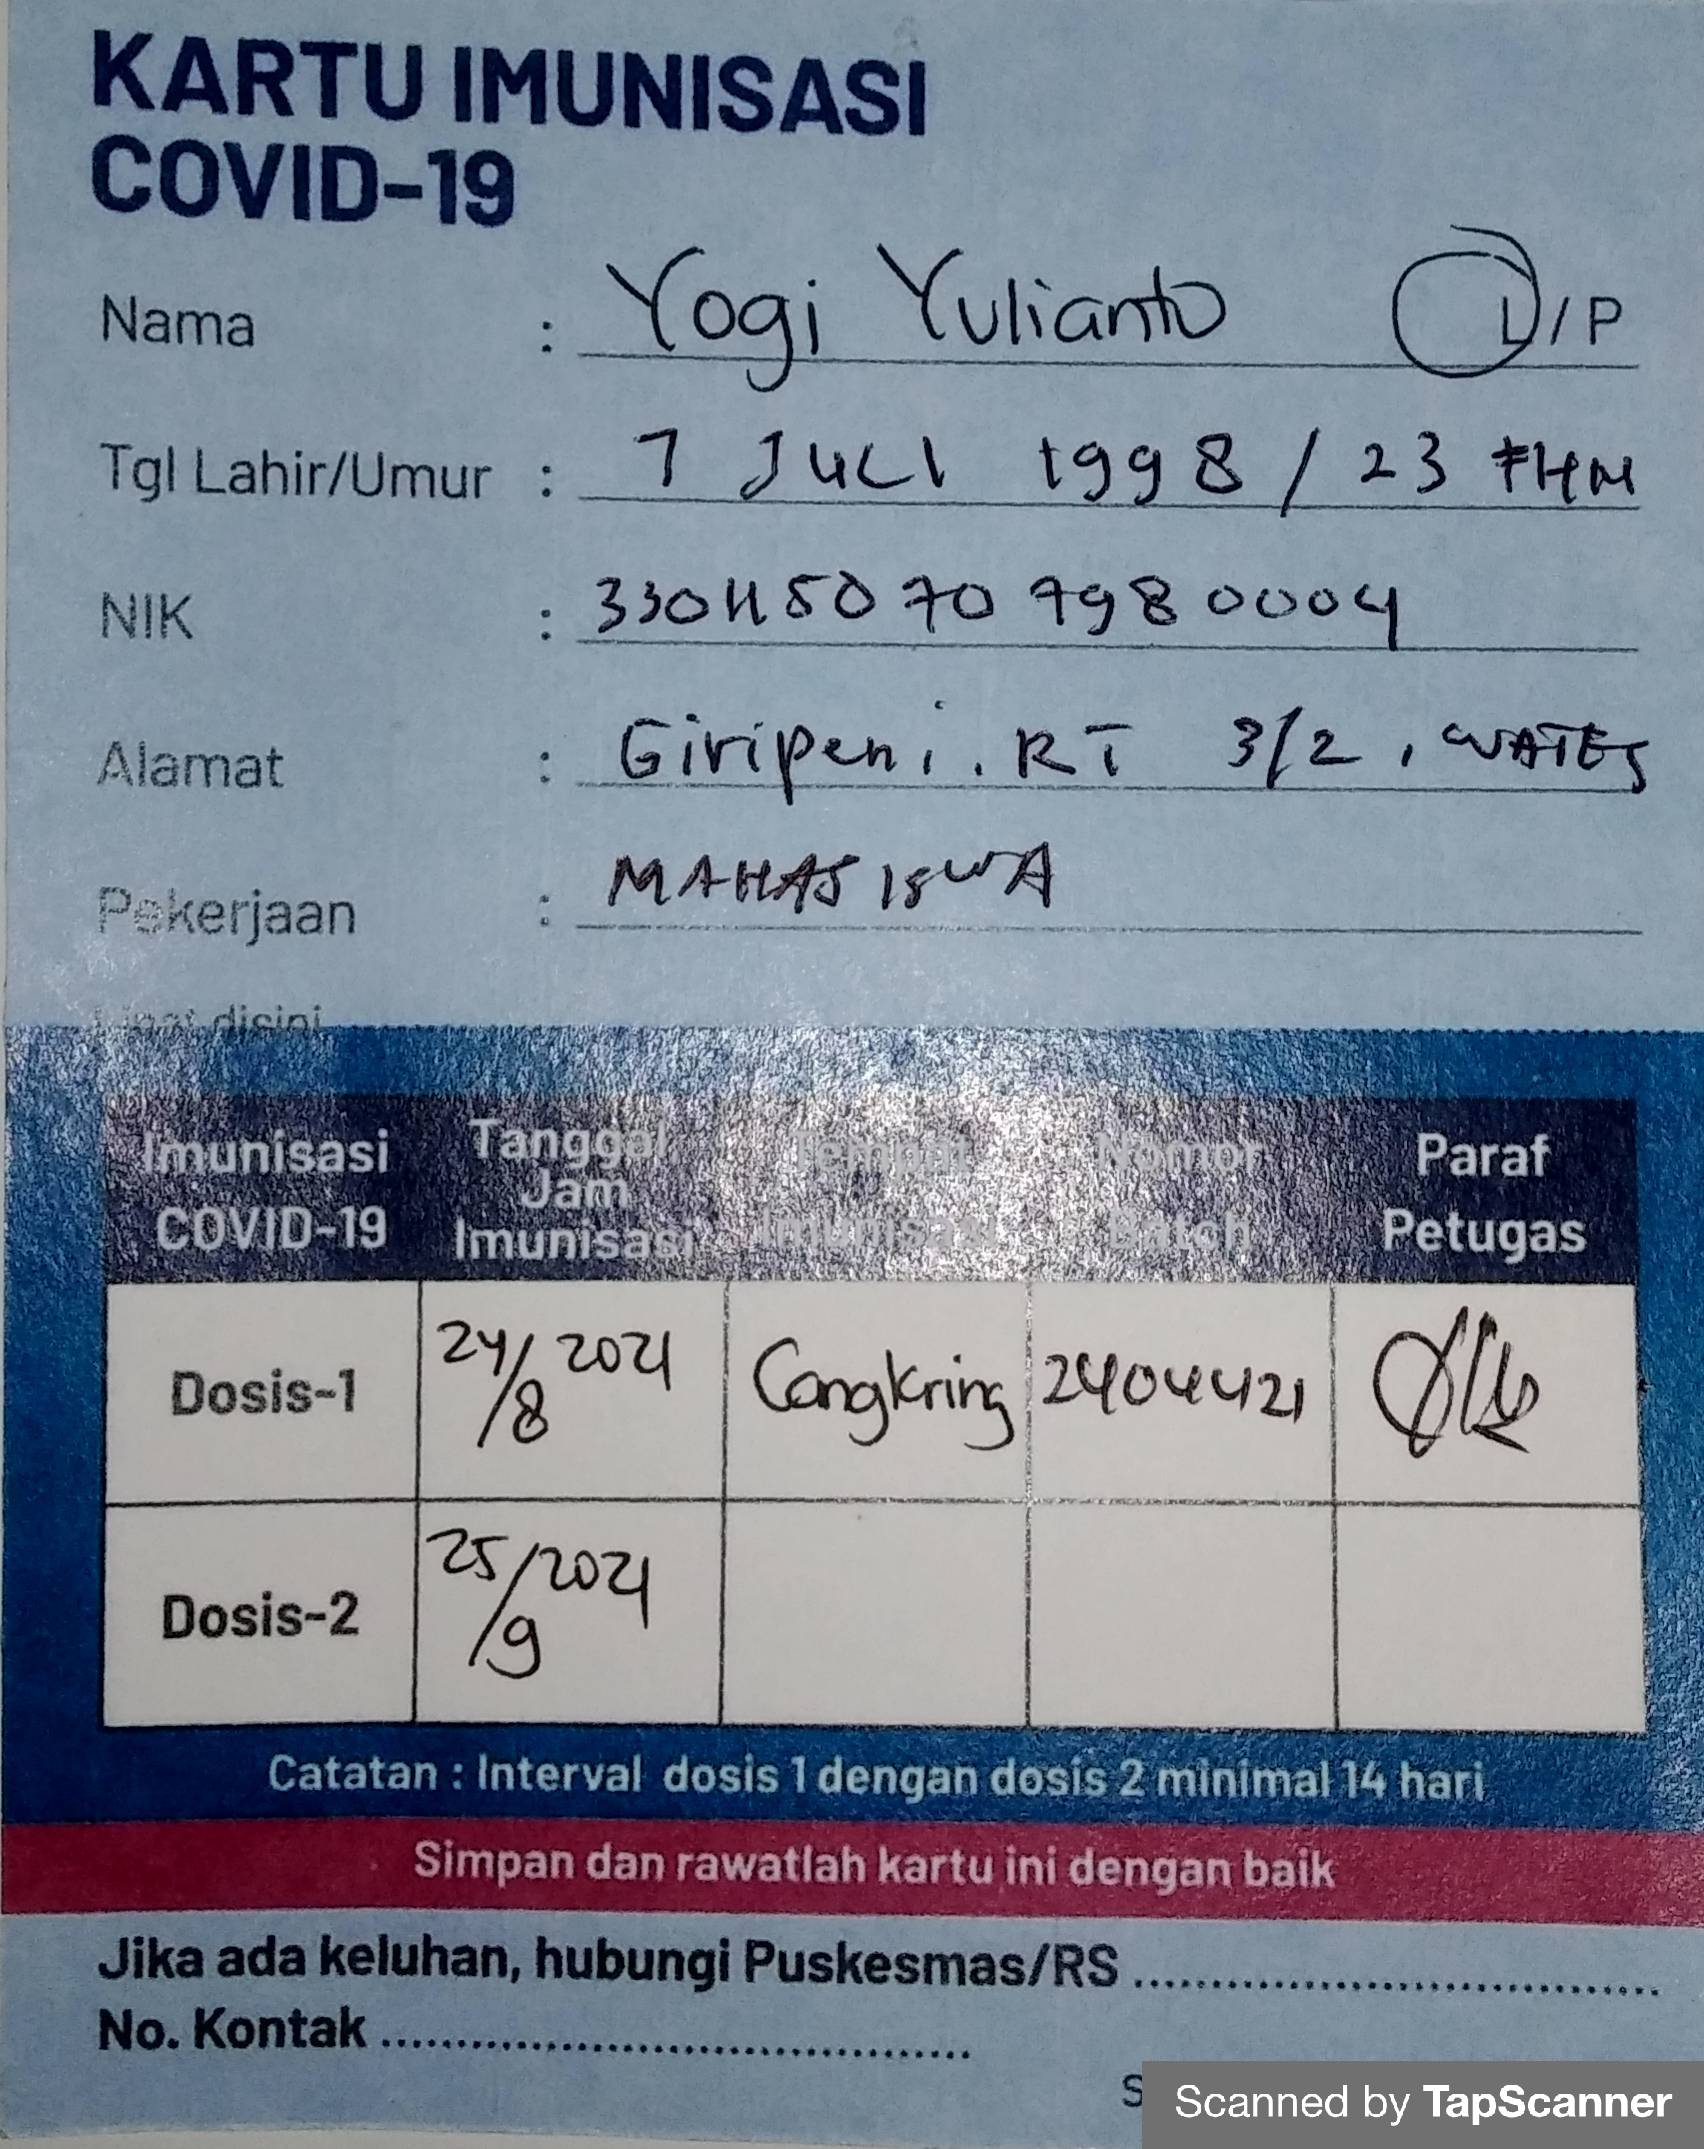 KARTU IMUNISASI
COVID-19
Nama : Yogi Yulianto L/P
Tgl Lahir/Umur : 7 JULI 1998 / 23 THN
NIK : 3304150707980004
Alamat : Giripeni. RT 3/2, WATES
Pekerjaan : MAHASISWA
Lipat disini
Imunisasi COVID-19 Tanggal Jam Imunisasi Tempat Imunisasi Nomor Batch Paraf Petugas
Dosis-1 24/8 2021 Cangkring 2404421
Dosis-2 25/9 2021
Catatan : Interval dosis 1 dengan dosis 2 minimal 14 hari
Simpan dan rawatlah kartu ini dengan baik
Jika ada keluhan, hubungi Puskesmas/RS ..........
No. Kontak ..........
Scanned by TapScanner